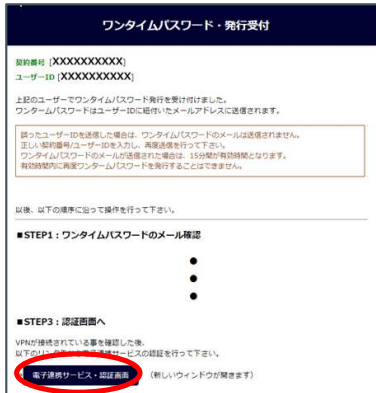 ワンタイムパスワード・発行受付
契約番号 [XXXXXXXXXX]
ユーザーID [XXXXXXXXXX]
上記のユーザーでワンタイムパスワード発行を受け付けました。
ワンタームパスワードはユーザーIDに紐付いたメールアドレスに送信されます。
誤ったユーザーIDを送信した場合は、ワンタイムパスワードのメールは送信されません。
正しい契約番号/ユーザーIDを入力し、再度送信を行って下さい。
ワンタイムパスワードのメールが送信された場合は、15分間が有効時間となります。
有効時間内に再度ワンタームパスワードを発行することはできません。
以後、以下の順序に沿って操作を行って下さい。
■STEP1:ワンタイムパスワードのメール確認
●
●
●
■STEP3:認証画面へ
VPNが接続されている事を確認した後、
以下のリンク 電子連携サービスの認証を行って下さい。
電子連携サービス・認証画面 (新しいウィンドウが開きます)